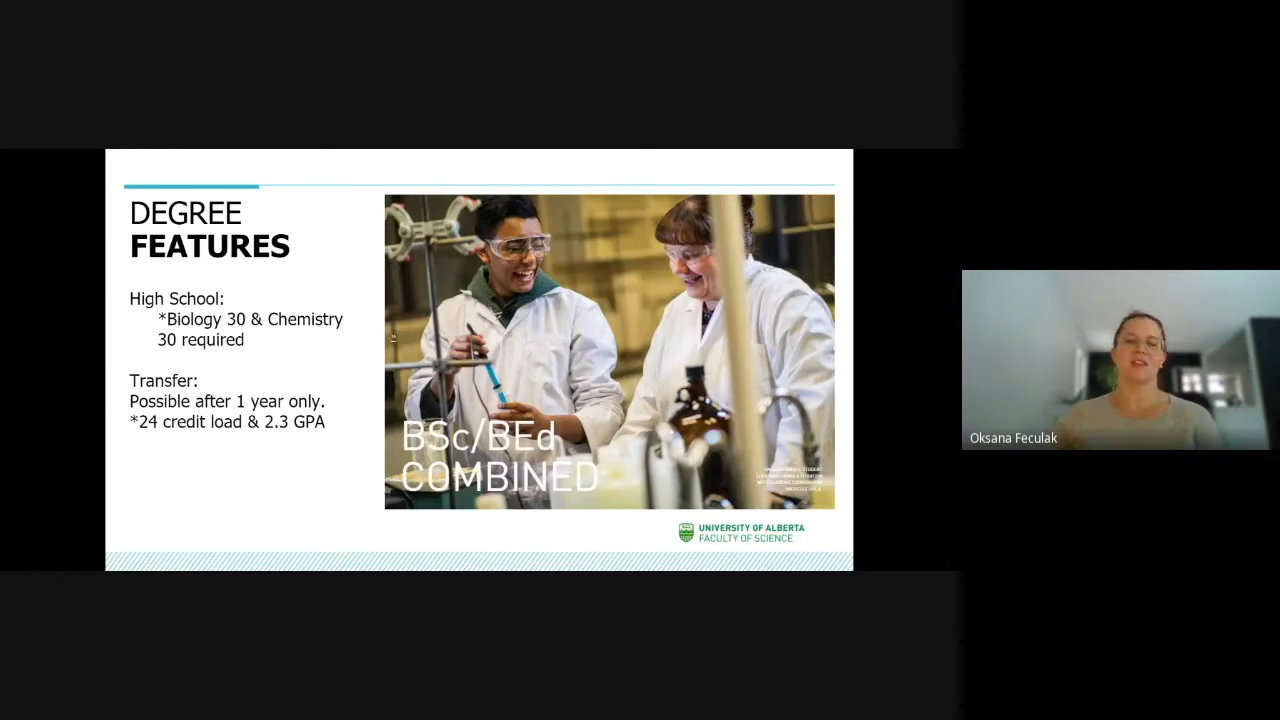 DEGREE
FEATURES
High School:
*Biology 30 & Chemistry
30 required
Transfer:
Possible after 1 year only.
*24 credit load & 2.3 GPA
BSc/BEd
COMBINED
UNIVERSITY OF ALBERTA
FACULTY OF SCIENCE
Oksana Feculak